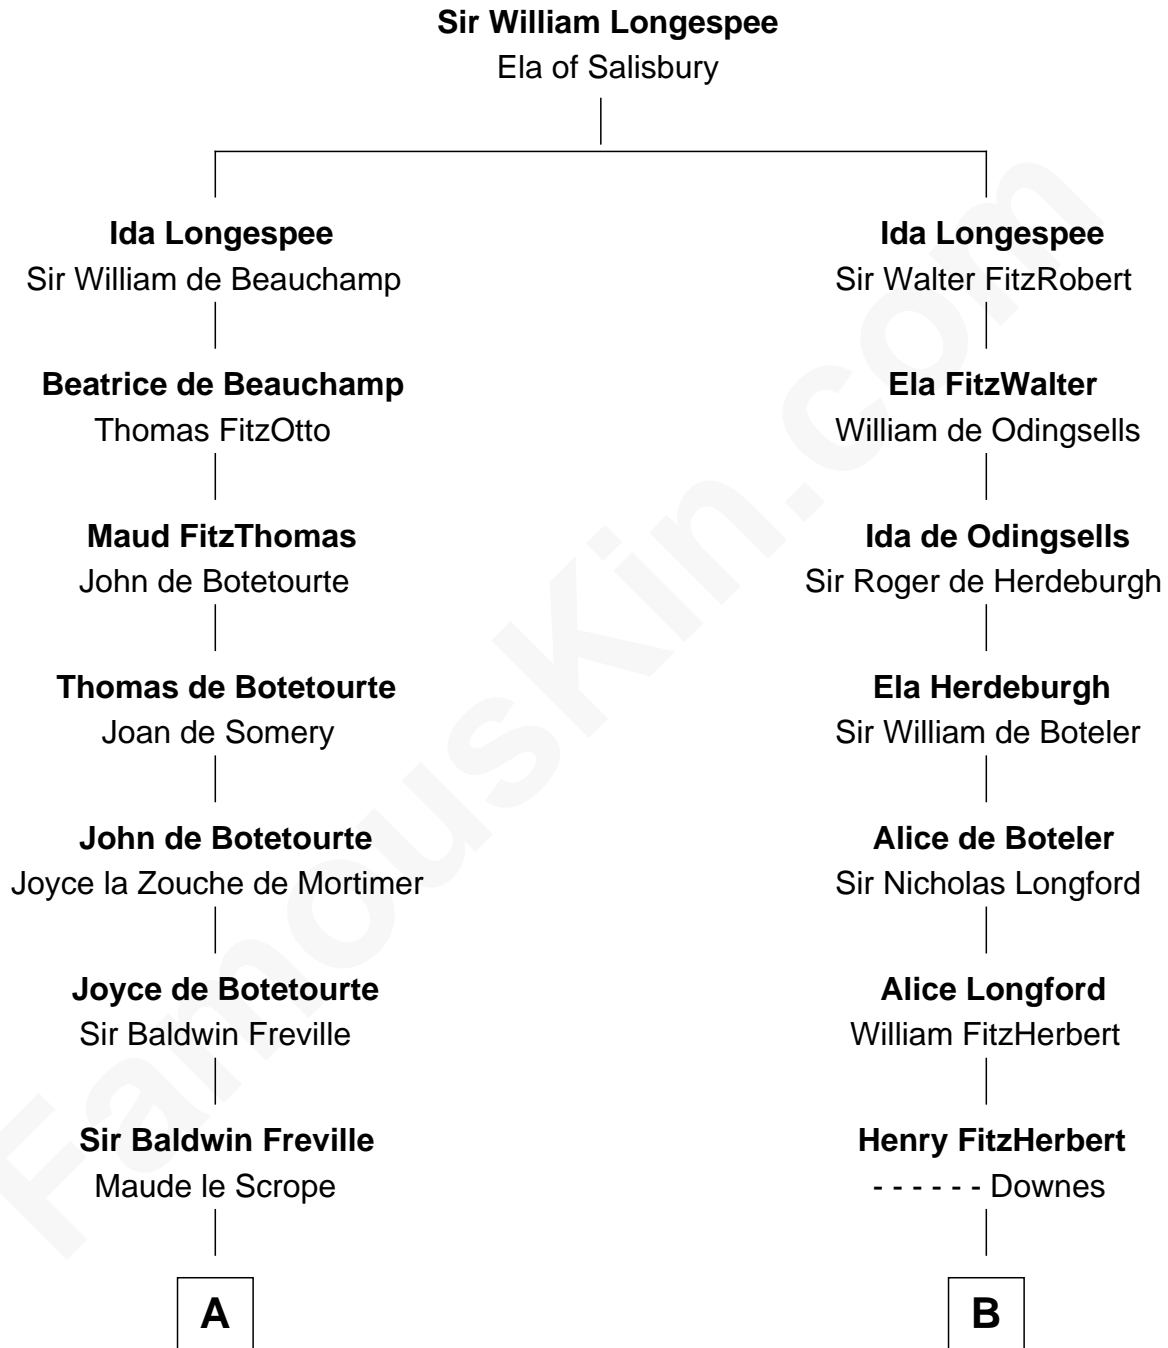 Sir William Longespee
Ela of Salisbury
Ida Longespee
Sir William de Beauchamp
Beatrice de Beauchamp
Thomas FitzOtto
Maud FitzThomas
John de Botetourte
Thomas de Botetourte
Joan de Somery
John de Botetourte
Joyce la Zouche de Mortimer
Joyce de Botetourte
Sir Baldwin Freville
Sir Baldwin Freville
Maude le Scrope
A
Ida Longespee
Sir Walter FitzRobert
Ela FitzWalter
William de Odingsells
Ida de Odingsells
Sir Roger de Herdeburgh
Ela Herdeburgh
Sir William de Boteler
Alice de Boteler
Sir Nicholas Longford
Alice Longford
William FitzHerbert
Henry FitzHerbert
- - - - - - Downes
B
FamousKin.com